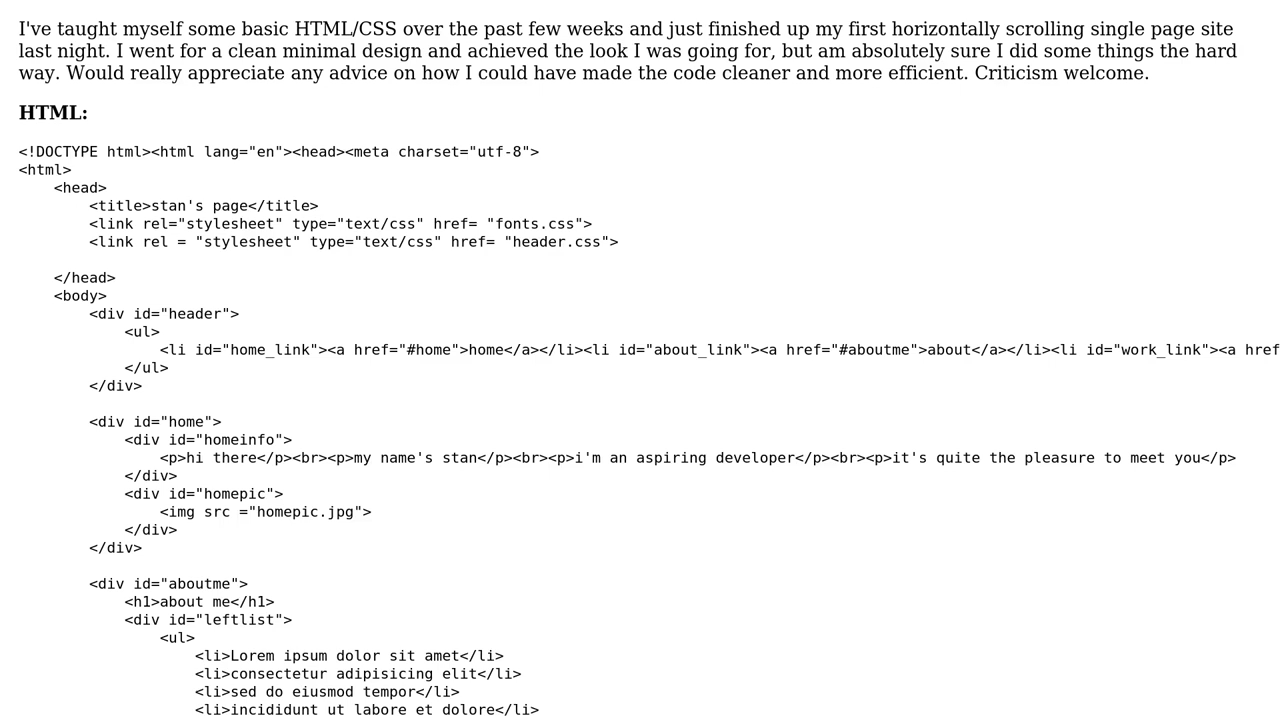 I've taught myself some basic HTML/CSS over the past few weeks and just finished up my first horizontally scrolling single page site
last night. I went for a clean minimal design and achieved the look I was going for, but am absolutely sure I did some things the hard
way. Would really appreciate any advice on how I could have made the code cleaner and more efficient. Criticism welcome.
HTML:
<!DOCTYPE html><html lang="en"><head><meta charset="utf-8">
<html>
    <head>
        <title>stan's page</title>
        <link rel="stylesheet" type="text/css" href= "fonts.css">
        <link rel = "stylesheet" type="text/css" href= "header.css">
    </head>
    <body>
        <div id="header">
            <ul>
                <li id="home_link"><a href="#home">home</a></li><li id="about_link"><a href="#aboutme">about</a></li><li id="work_link"><a href
            </ul>
        </div>
        <div id="home">
            <div id="homeinfo">
                <p>hi there</p><br><p>my name's stan</p><br><p>i'm an aspiring developer</p><br><p>it's quite the pleasure to meet you</p>
            </div>
            <div id="homepic">
                <img src ="homepic.jpg">
            </div>
        </div>
        <div id="aboutme">
            <h1>about me</h1>
            <div id="leftlist">
                <ul>
                    <li>Lorem ipsum dolor sit amet</li>
                    <li>consectetur adipisicing elit</li>
                    <li>sed do eiusmod tempor</li>
                    <li>incididunt ut labore et dolore</li>